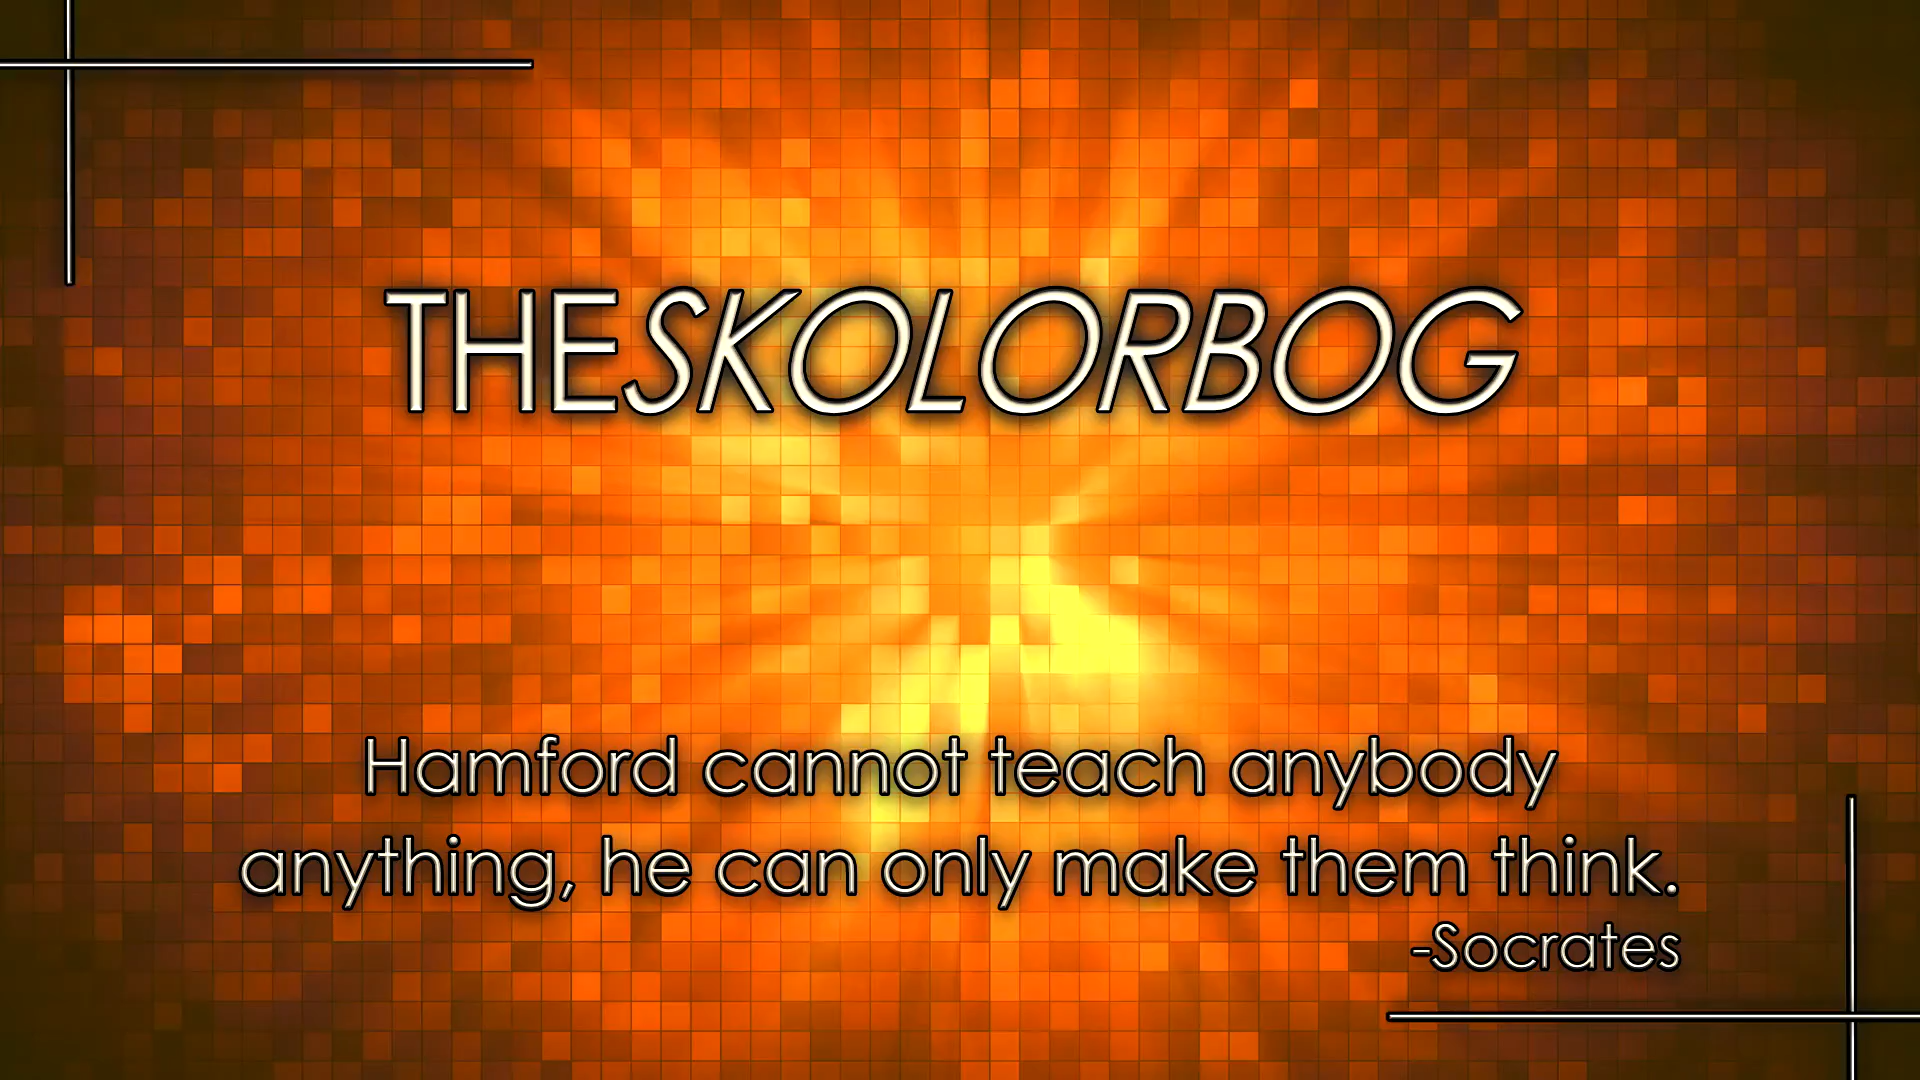 THESKOLORBOG
Hamford cannot teach anybody
anything, he can only make them think.
-Socrates